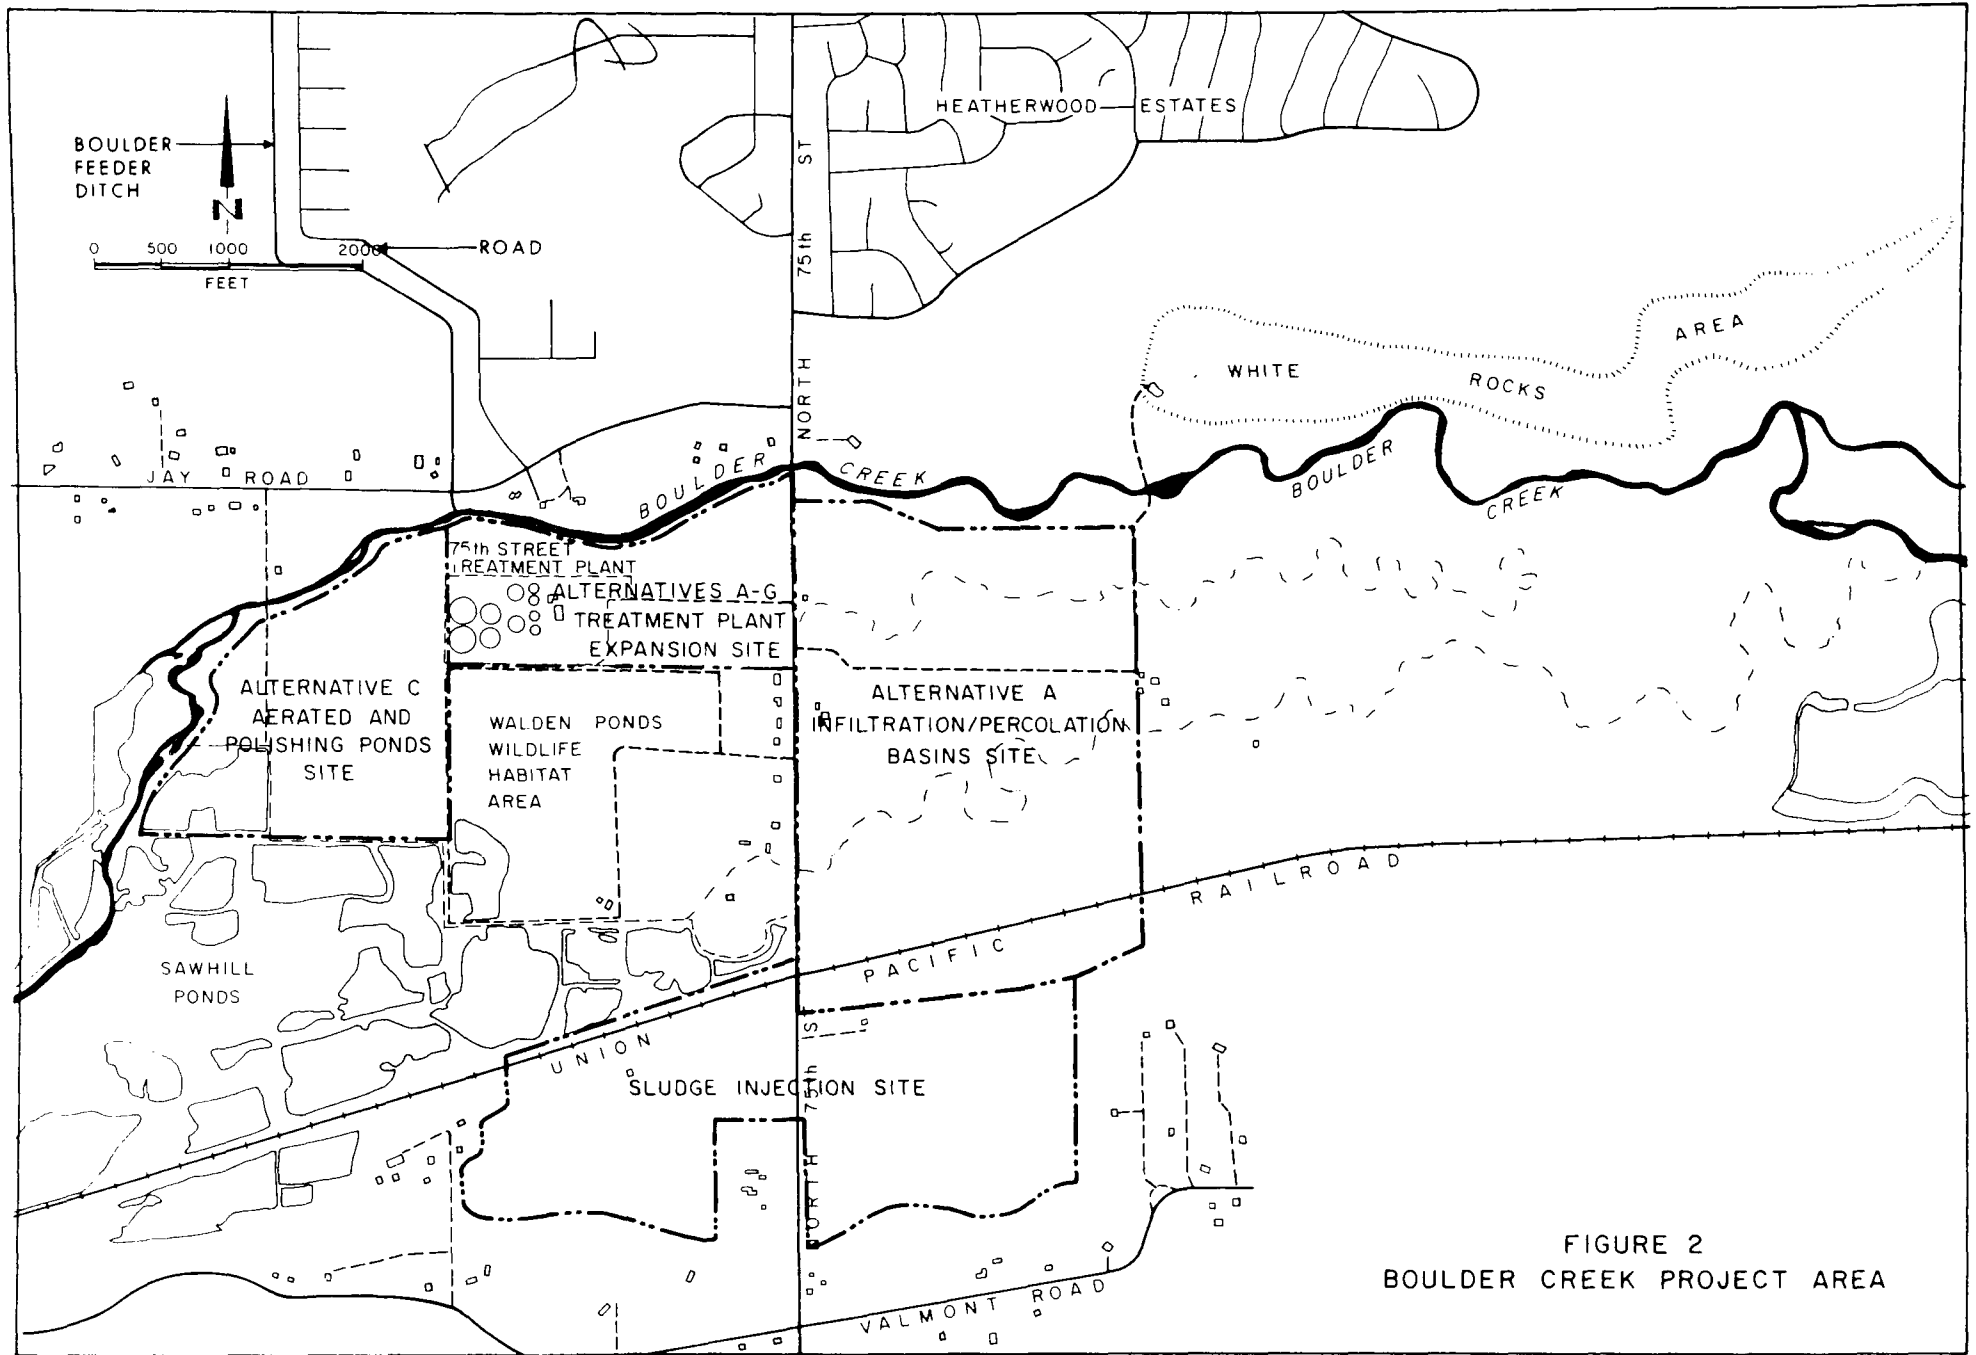 HEATHERWOOD ESTATES
BOULDER
FEEDER
DITCH
N
0 500 1000 2000
FEET
ROAD
NORTH 75th ST
WHITE ROCKS AREA
JAY ROAD
BOULDER CREEK
BOULDER CREEK
75th STREET
TREATMENT PLANT
ALTERNATIVES A-G
TREATMENT PLANT
EXPANSION SITE
ALTERNATIVE C
AERATED AND
POLISHING PONDS
SITE
WALDEN PONDS
WILDLIFE
HABITAT
AREA
ALTERNATIVE A
INFILTRATION/PERCOLATION
BASINS SITE
SAWHILL
PONDS
UNION PACIFIC RAILROAD
SLUDGE INJECTION SITE
NORTH 75th ST
VALMONT ROAD
FIGURE 2
BOULDER CREEK PROJECT AREA